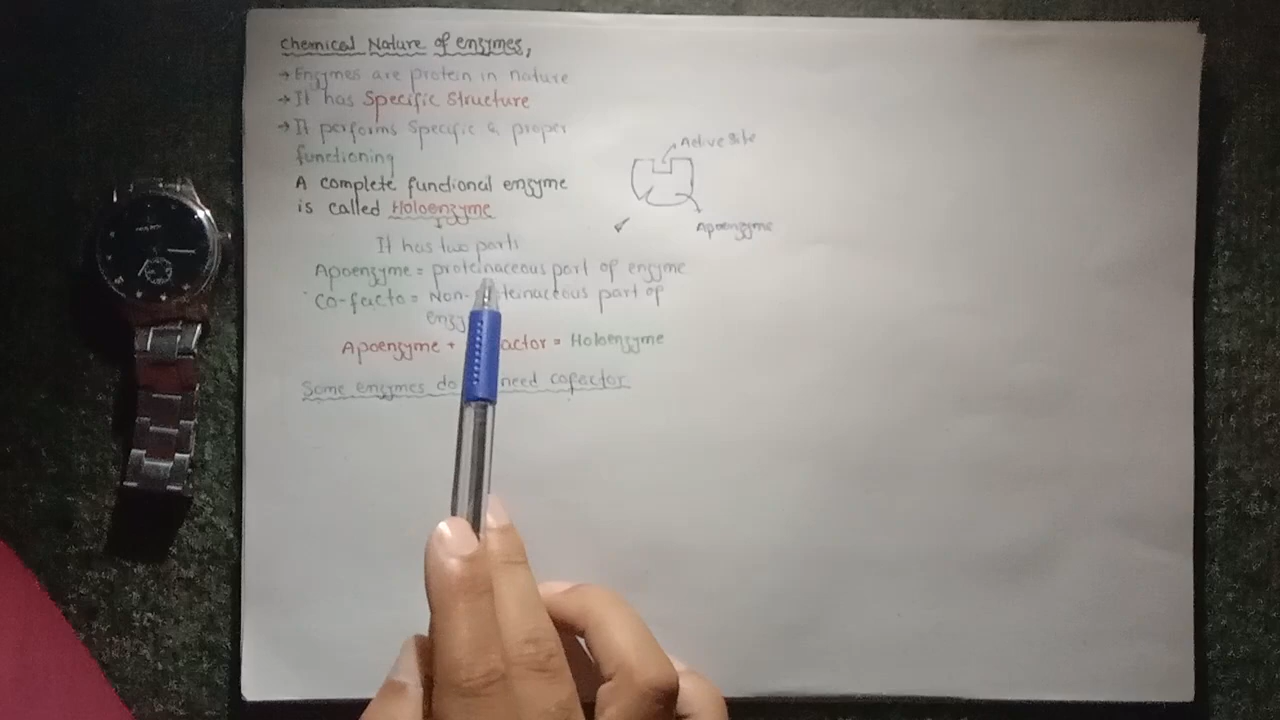 Chemical Nature of enzymes,
→ Enzymes are protein in nature
→ It has Specific Structure
→ It performs Specific & proper
functioning
Active site
A complete functional enzyme
is called Holoenzyme
Apoenzyme
It has two parts
Apoenzyme = proteinaceous part of enzyme
Co-facto = Non- teinaceous part of
enzy
Apoenzyme + actor = Holoenzyme
Some enzymes do need cofactor